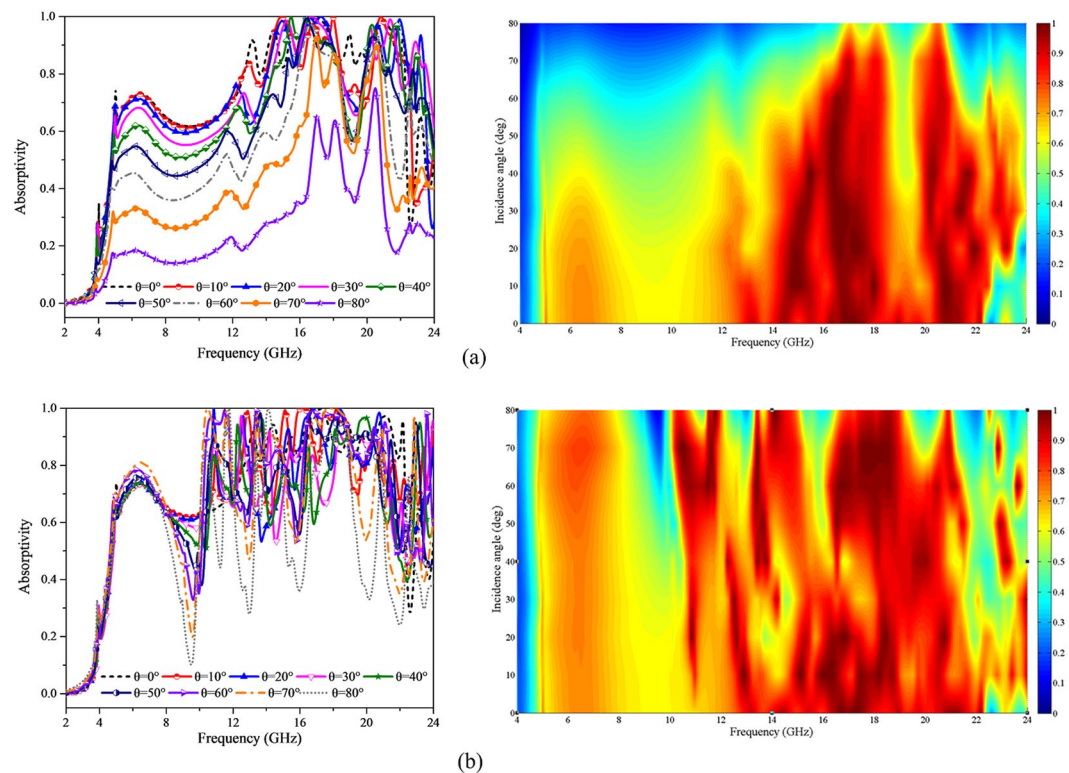 Absorptivity
1.0
0.8
0.6
0.4
0.2
0.0
θ=0° θ=10° θ=20° θ=30° θ=40°
θ=50° θ=60° θ=70° θ=80°
2 4 6 8 10 12 14 16 18 20 22 24
Frequency (GHz)
Incidence angle (deg)
80
70
60
50
40
30
20
10
0
4 6 8 10 12 14 16 18 20 22 24
Frequency (GHz)
1
0.9
0.8
0.7
0.6
0.5
0.4
0.3
0.2
0.1
0
(a)
Absorptivity
1.0
0.8
0.6
0.4
0.2
0.0
θ=0° θ=10° θ=20° θ=30° θ=40°
θ=50° θ=60° θ=70° θ=80°
2 4 6 8 10 12 14 16 18 20 22 24
Frequency (GHz)
Incidence angle (deg)
80
70
60
50
40
30
20
10
0
4 6 8 10 12 14 16 18 20 22 24
Frequency (GHz)
1
0.9
0.8
0.7
0.6
0.5
0.4
0.3
0.2
0.1
0
(b)